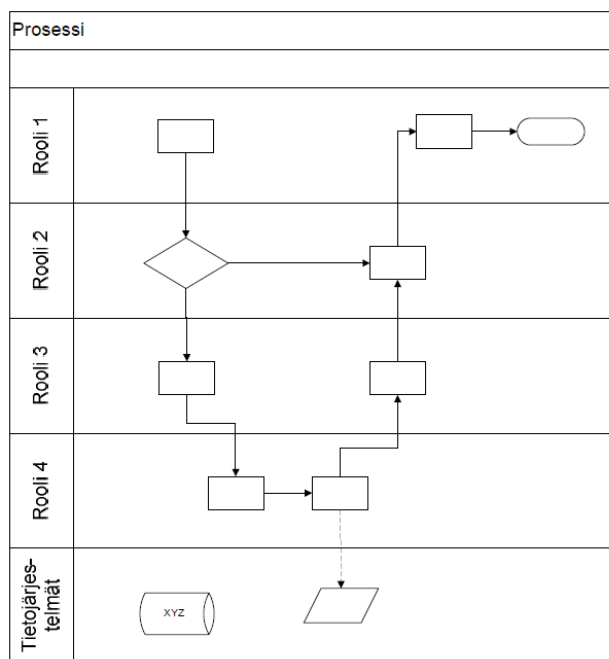 Prosessi
Rooli 1
Rooli 2
Rooli 3
Rooli 4
Tietojärjes-
telmät
XYZ